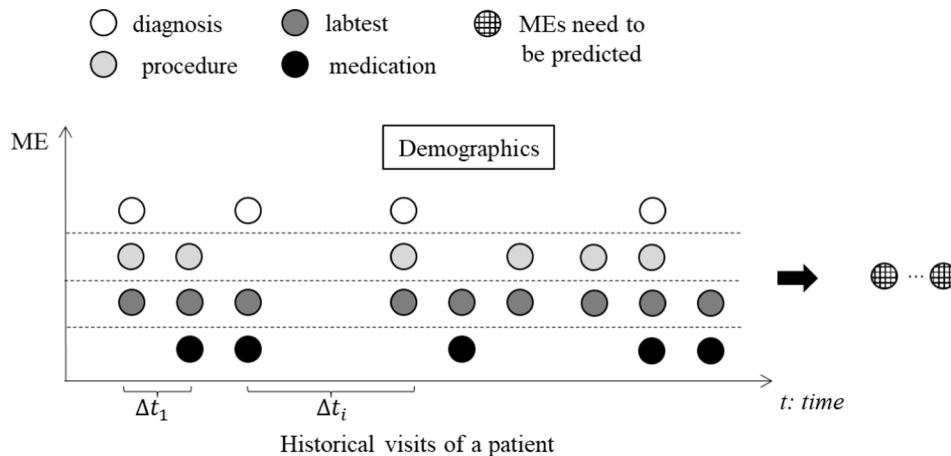 diagnosis
labtest
MEs need to
be predicted
procedure
medication
ME
Demographics
...
Δt₁
Δtᵢ
t: time
Historical visits of a patient